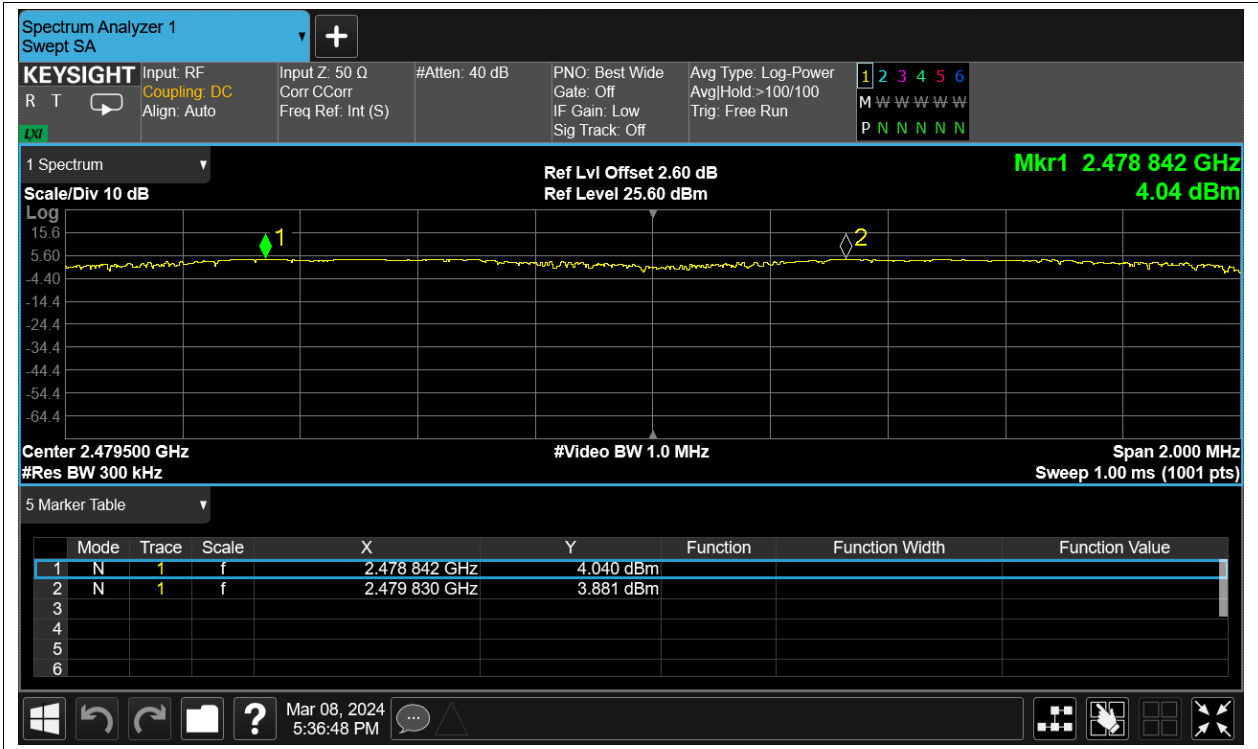 Spectrum Analyzer 1
Swept SA
KEYSIGHT Input: RF Input Z: 50 Ω #Atten: 40 dB PNO: Best Wide Avg Type: Log-Power 1 2 3 4 5 6
R T Coupling: DC Corr CCorr Gate: Off Avg|Hold:>100/100 M W W W W W W
Align: Auto Freq Ref: Int (S) IF Gain: Low Trig: Free Run
LXI Sig Track: Off P N N N N N N
1 Spectrum Ref Lvl Offset 2.60 dB Mkr1 2.478 842 GHz
Scale/Div 10 dB Ref Level 25.60 dBm 4.04 dBm
Log
15.6 1 2
5.60
-4.40
-14.4
-24.4
-34.4
-44.4
-54.4
-64.4
Center 2.479500 GHz #Video BW 1.0 MHz Span 2.000 MHz
#Res BW 300 kHz Sweep 1.00 ms (1001 pts)
5 Marker Table
Mode Trace Scale X Y Function Function Width Function Value
1 N 1 f 2.478 842 GHz 4.040 dBm
2 N 1 f 2.479 830 GHz 3.881 dBm
3
4
5
6
? Mar 08, 2024
5:36:48 PM